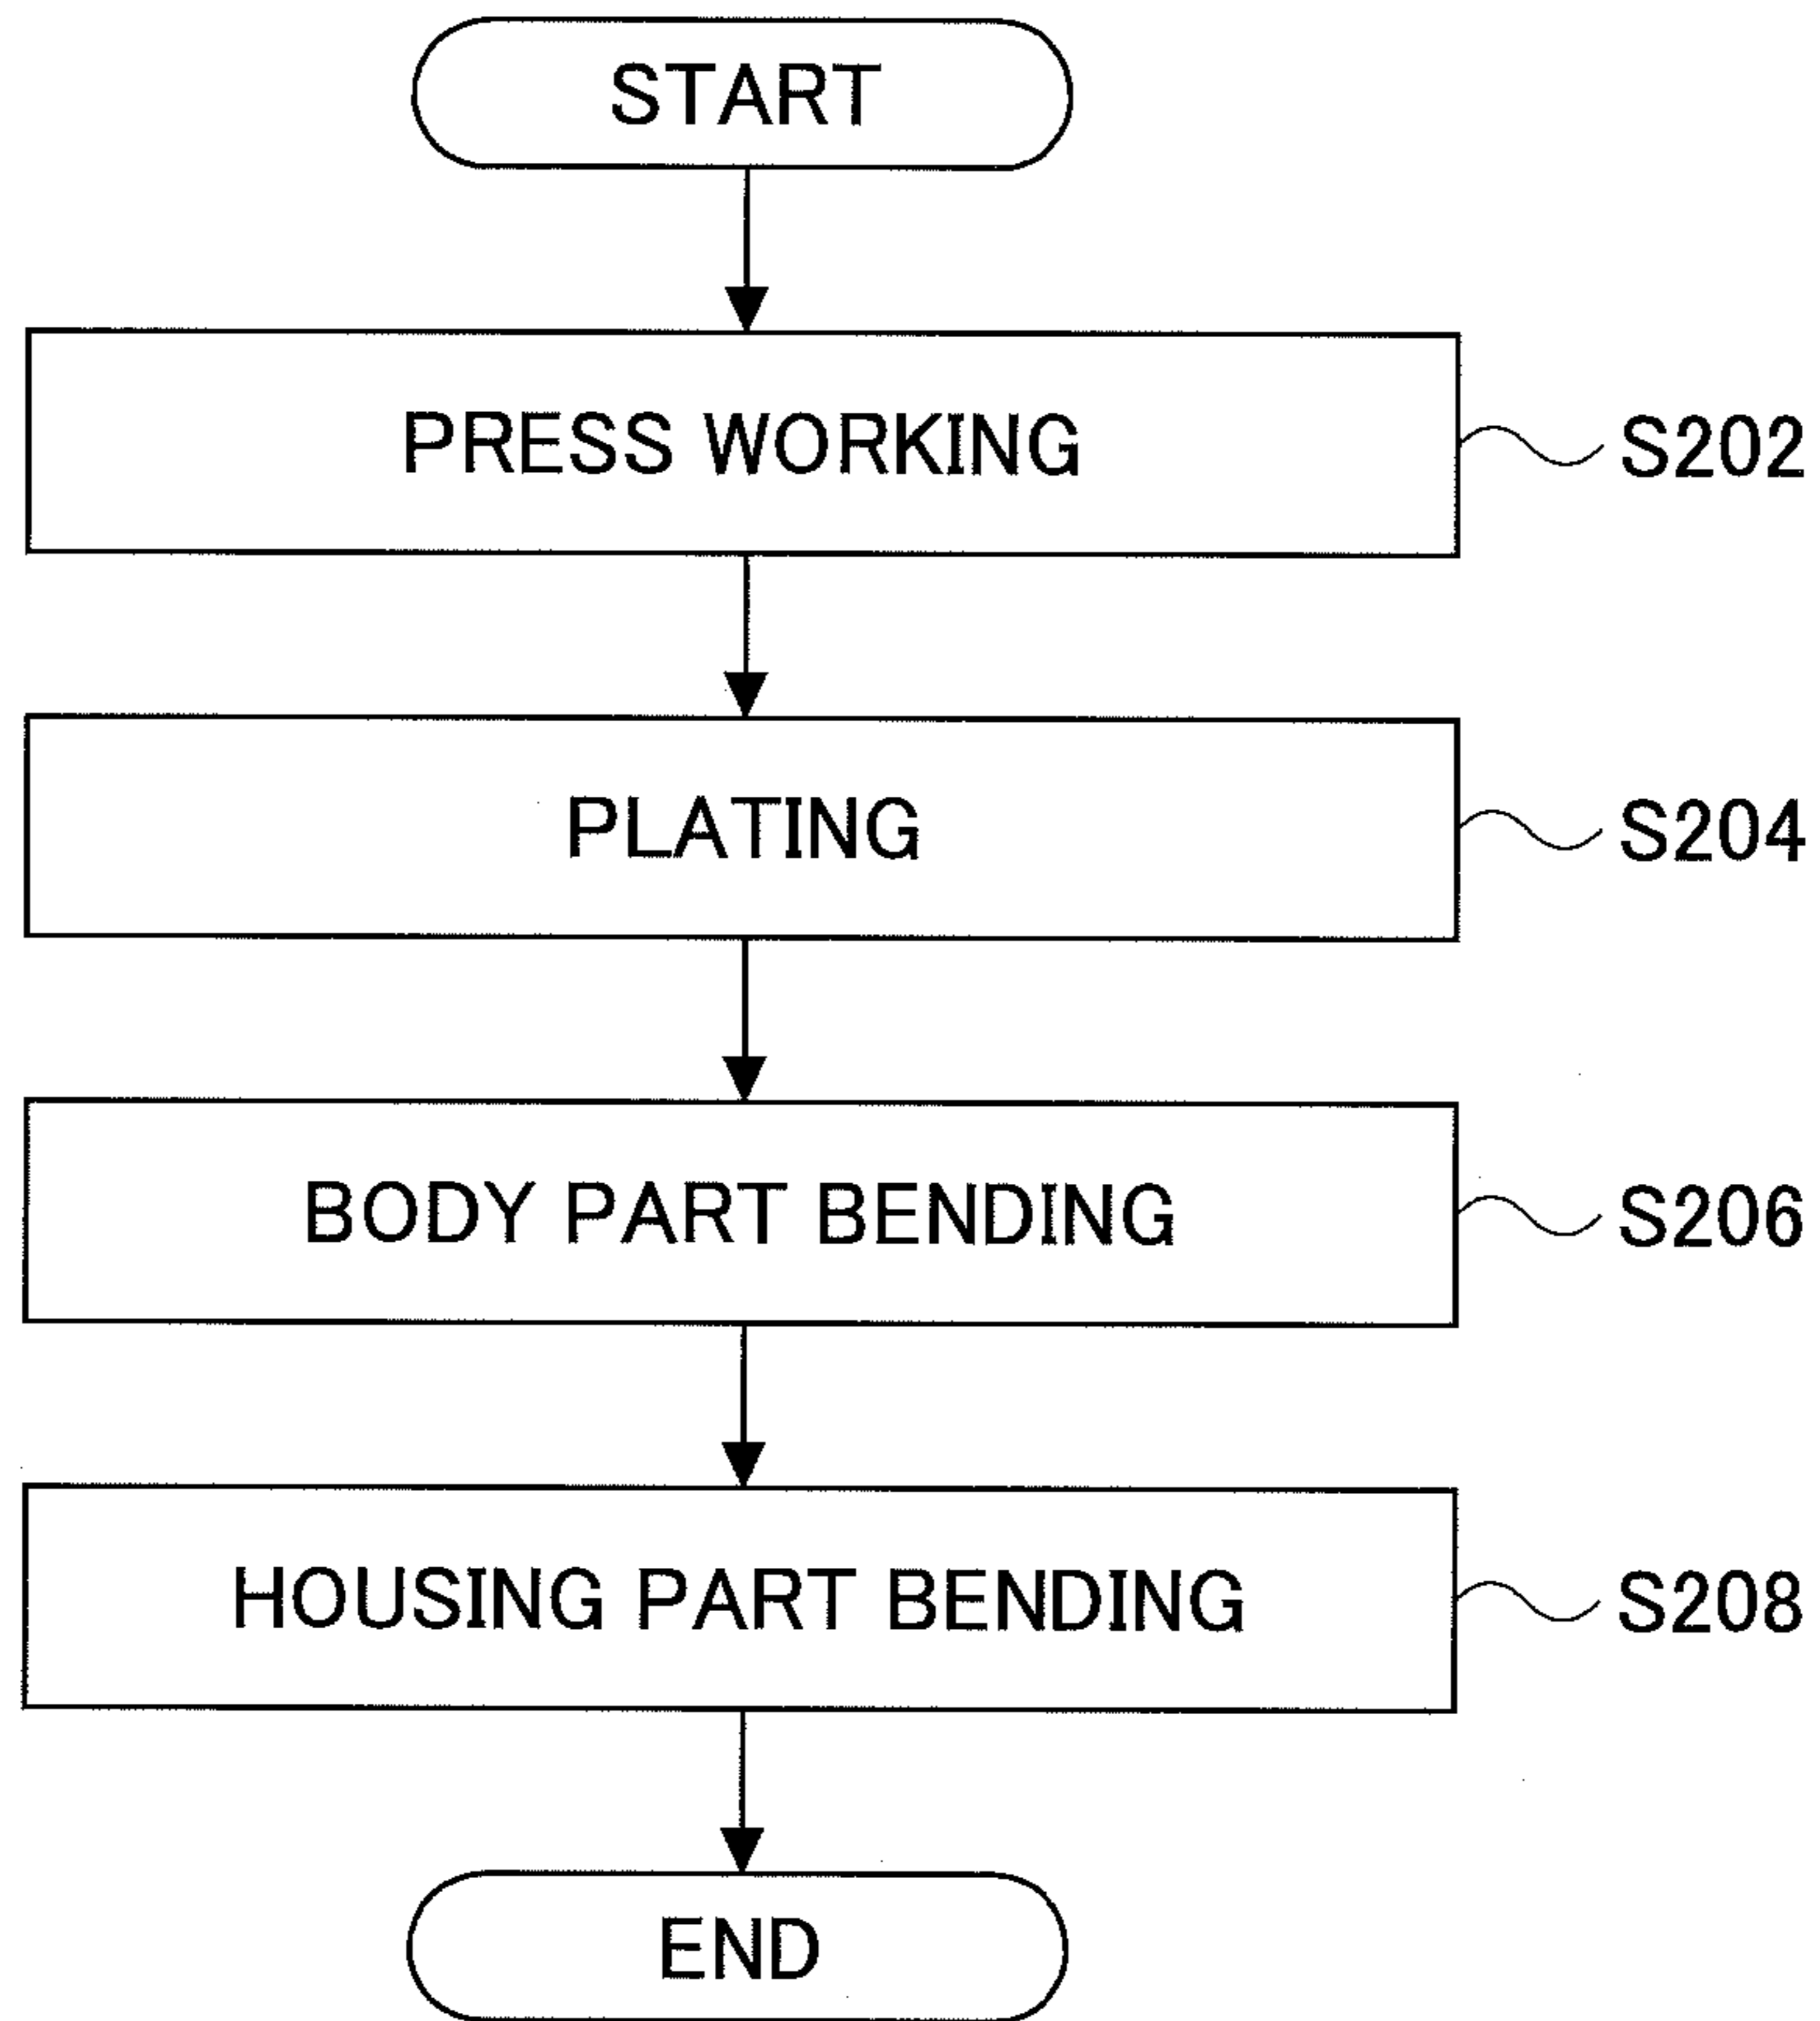 START
PRESS WORKING
S202
PLATING
S204
BODY PART BENDING
S206
HOUSING PART BENDING
S208
END